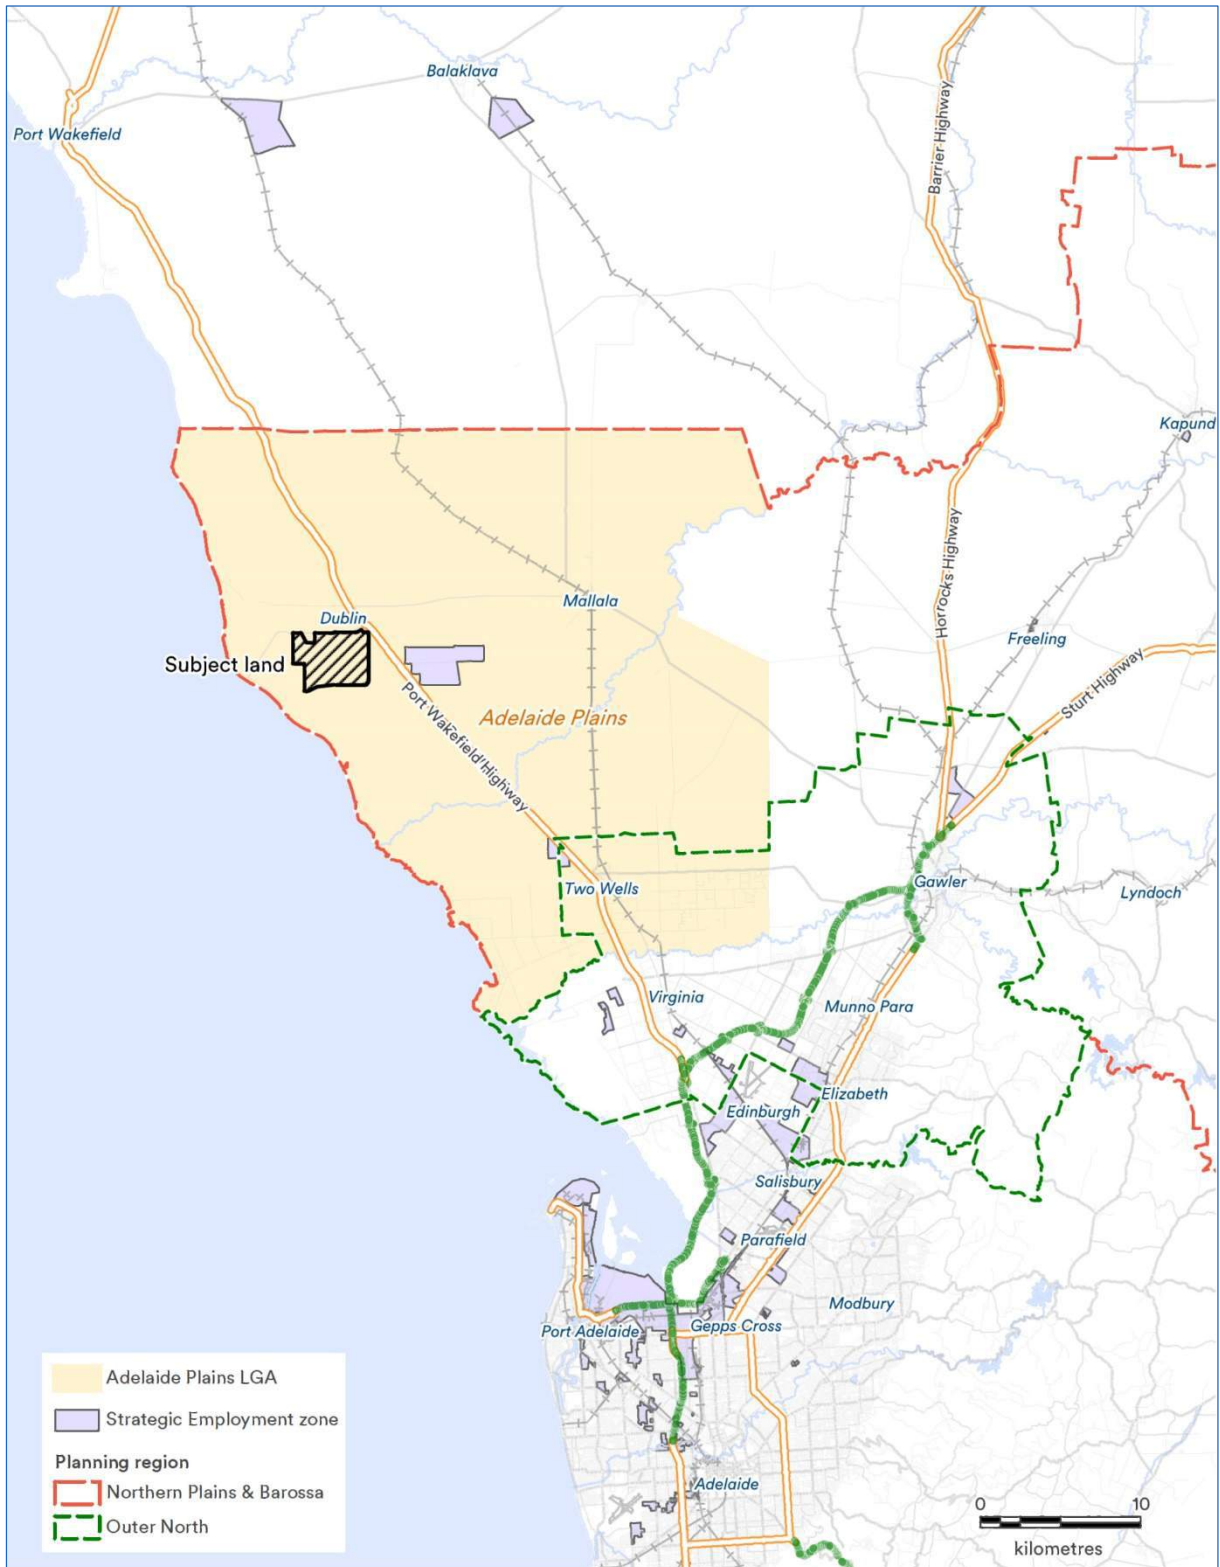 Balaklava
Port Wakefield
Barrier Highway
Kapund
Horrocks Highway
Mallala
Dublin
Freeling
Subject land
Sturt Highway
Port Wakefield Highway
Adelaide Plains
Gawler
Two Wells
Lyndoch
Virginia
Munno Para
Elizabeth
Edinburgh
Salisbury
Parafield
Modbury
Port Adelaide
Gepps Cross
Adelaide
Adelaide Plains LGA
Strategic Employment zone
Planning region
Northern Plains & Barossa
Outer North
0 10
kilometres